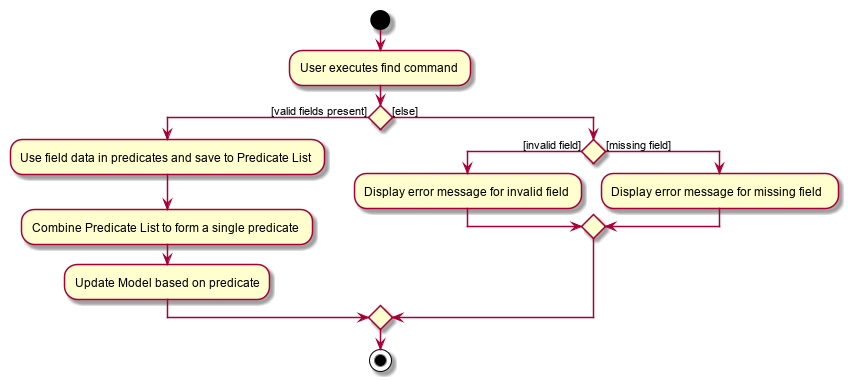 User executes find command
[valid fields present]
[else]
Use field data in predicates and save to Predicate List
[invalid field]
[missing field]
Display error message for invalid field
Display error message for missing field
Combine Predicate List to form a single predicate
Update Model based on predicate